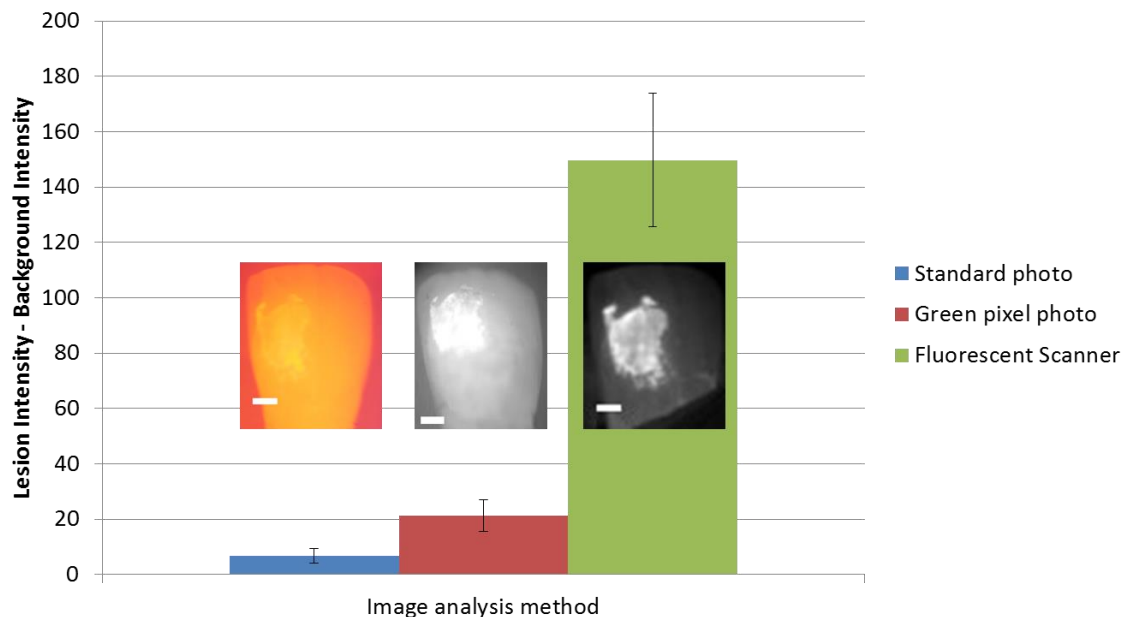 200
180
160
140
120
100
80
60
40
20
0
Lesion Intensity - Background Intensity
Image analysis method
Standard photo
Green pixel photo
Fluorescent Scanner